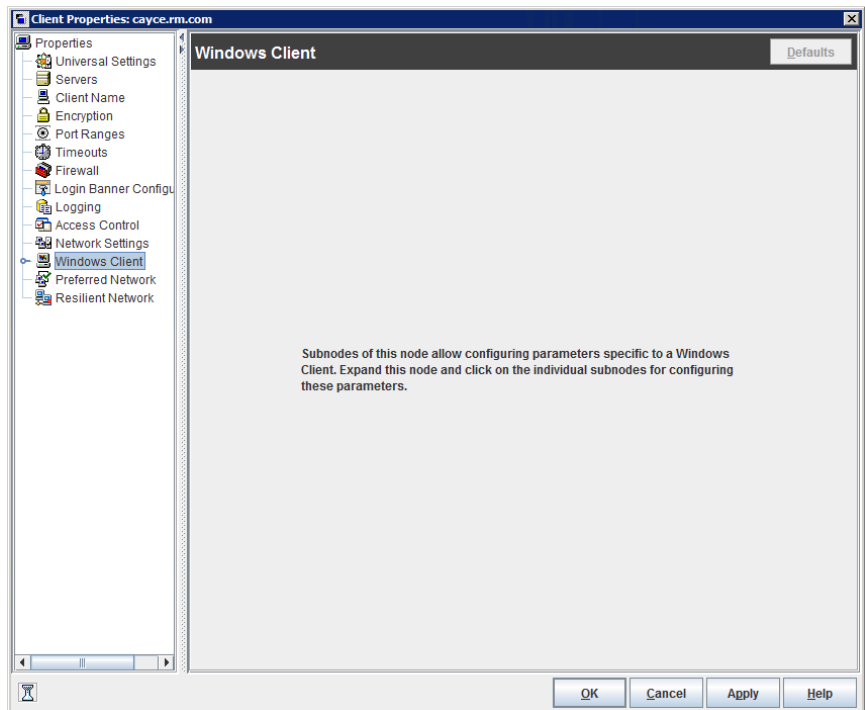 Client Properties: cayce.rm.com
Properties
Universal Settings
Servers
Client Name
Encryption
Port Ranges
Timeouts
Firewall
Login Banner Configu
Logging
Access Control
Network Settings
Windows Client
Preferred Network
Resilient Network
Windows Client
Defaults
Subnodes of this node allow configuring parameters specific to a Windows
Client. Expand this node and click on the individual subnodes for configuring
these parameters.
OK
Cancel
Apply
Help